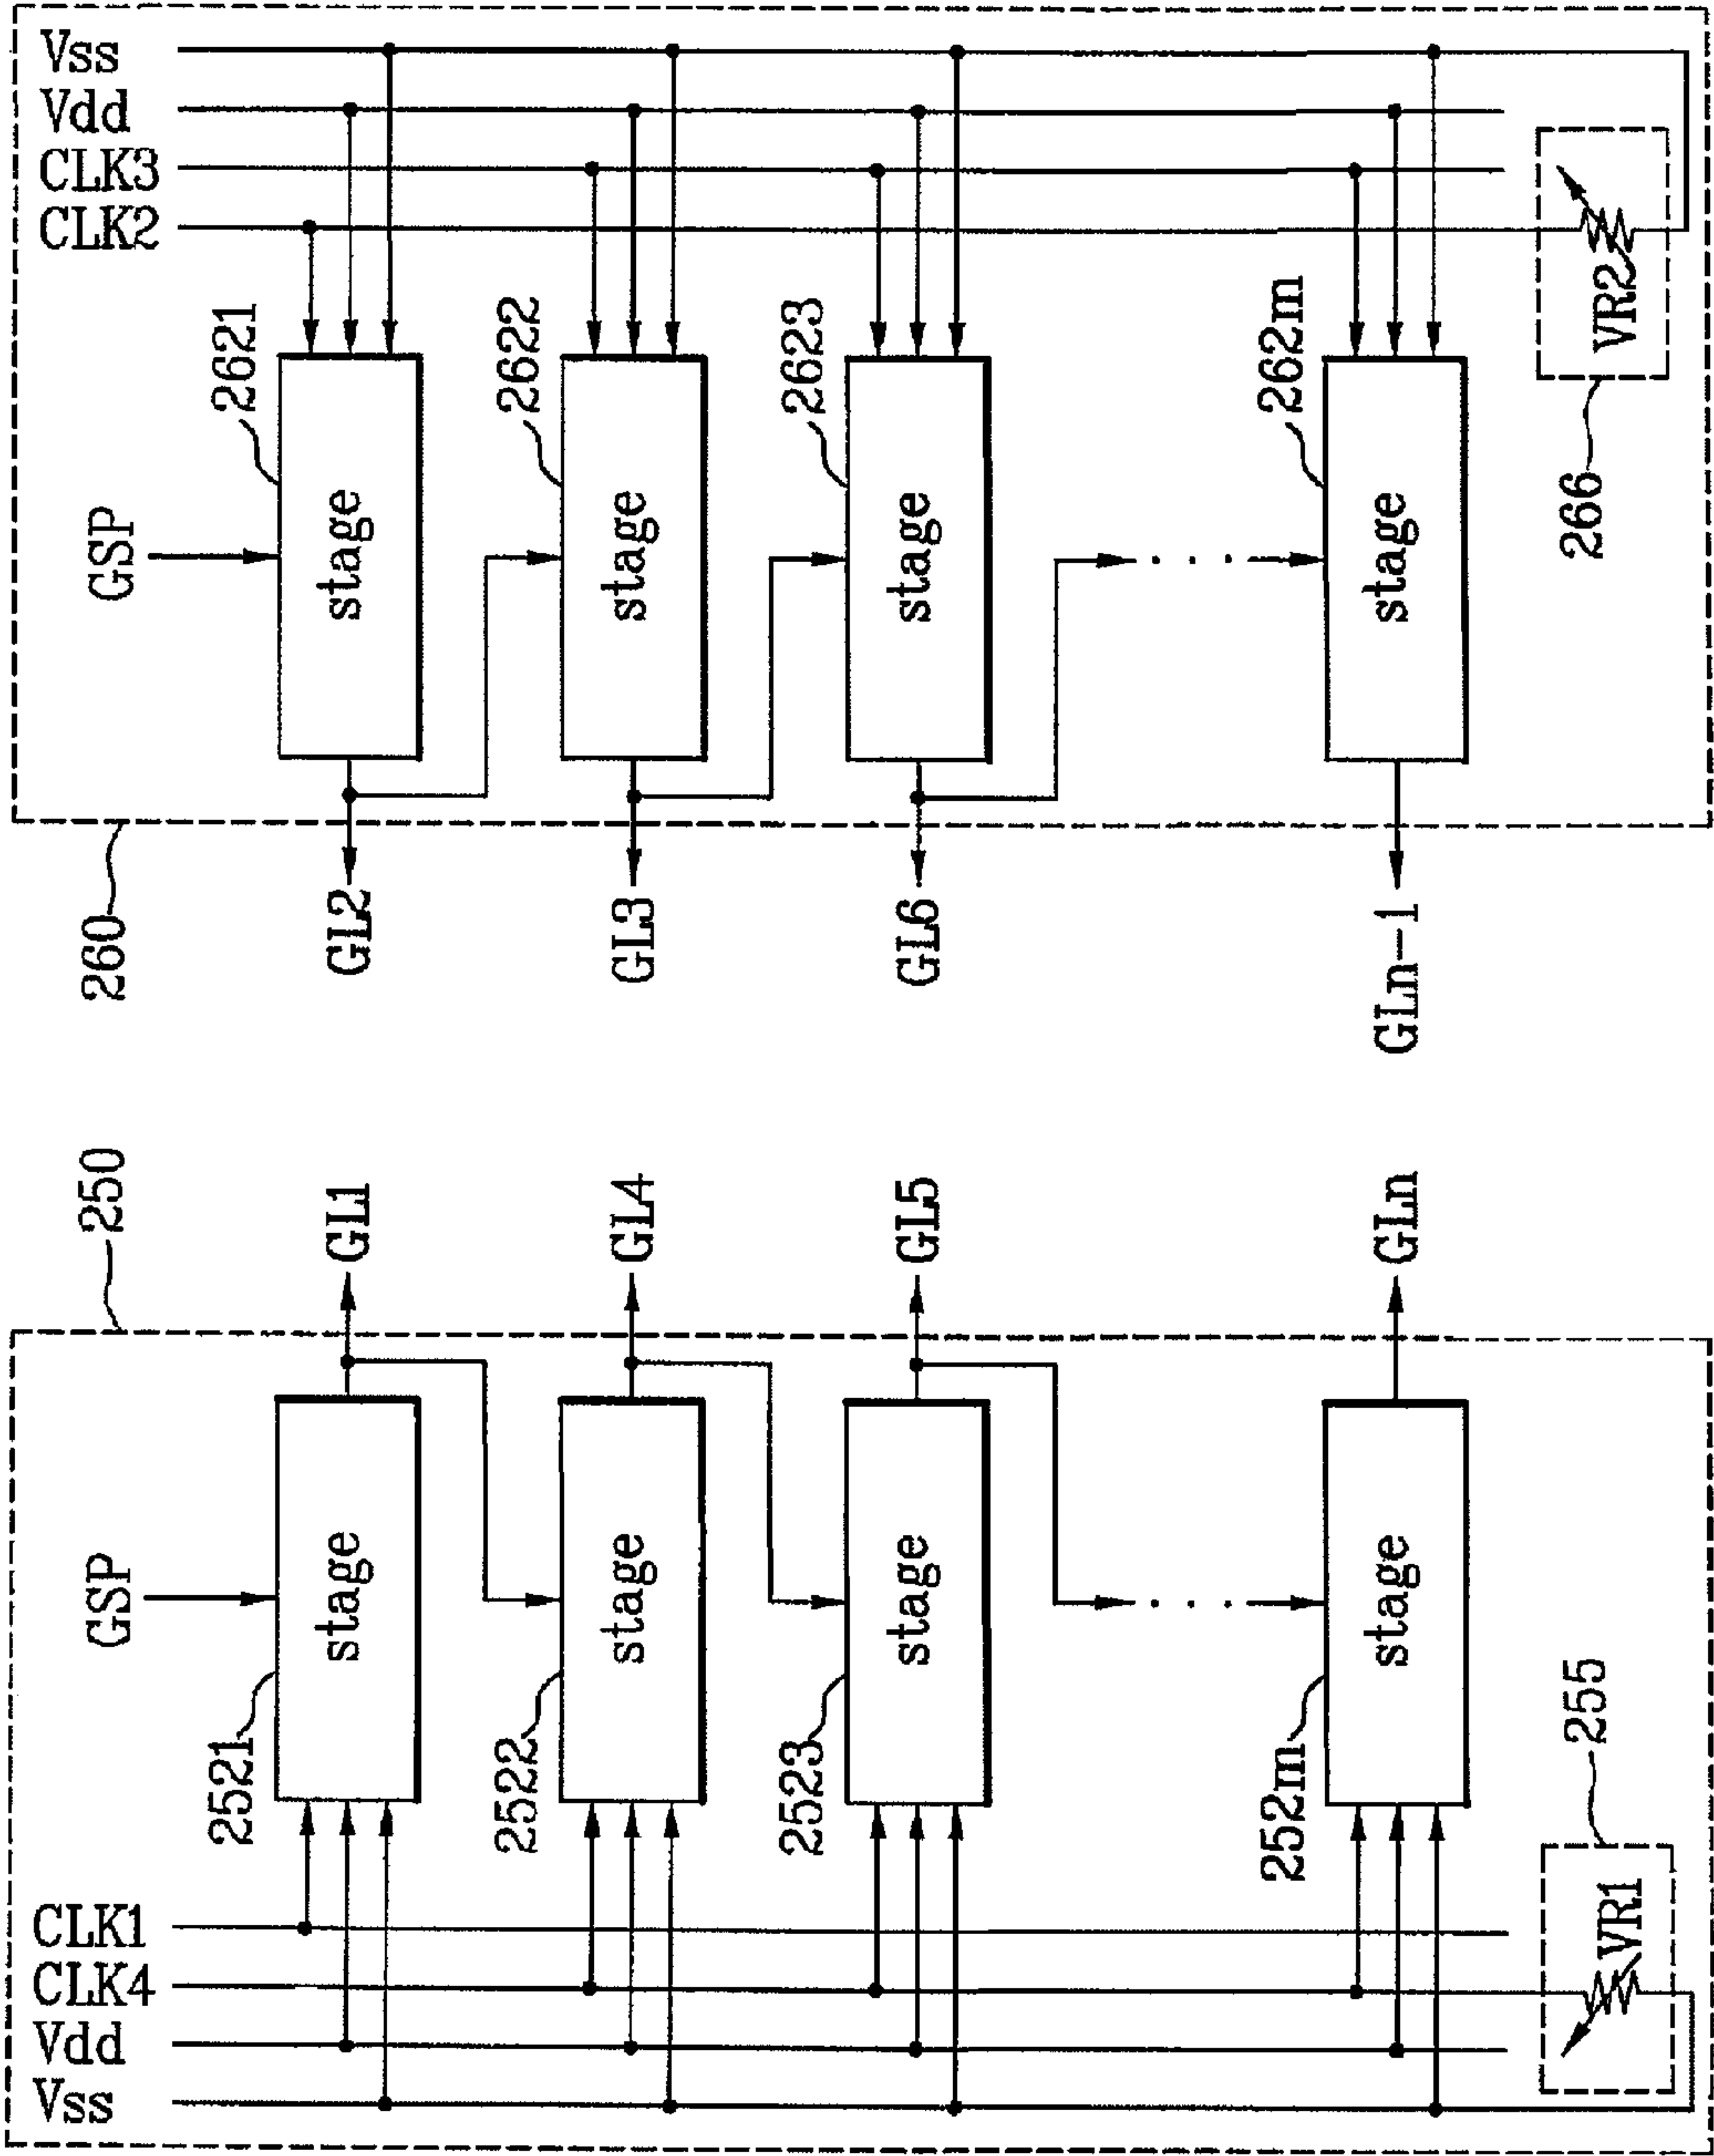 Vss
Vdd
CLK3
CLK2
GSP
2621
stage
2622
stage
2623
stage
262m
stage
VR2
266
260
GL2
GL3
GL6
GLn-1
250
GL1
GL4
GL5
GLn
GSP
2521
stage
2522
stage
2523
stage
252m
stage
255
VR1
CLK1
CLK4
Vdd
Vss